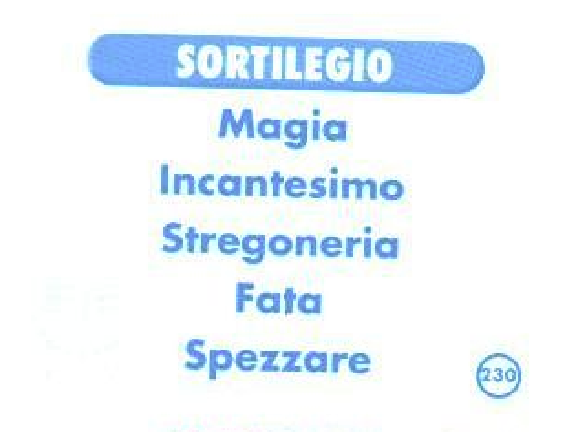 SORTILEGIO
Magia
Incantesimo
Stregoneria
Fata
Spezzare
230